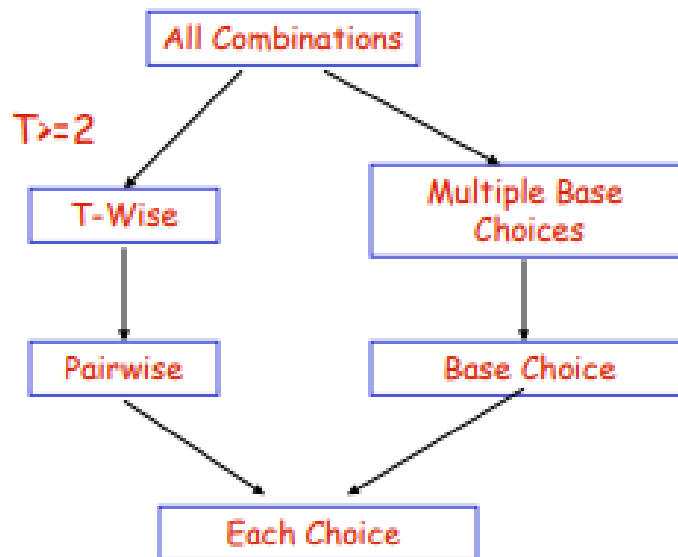 All Combinations
T>=2
T-Wise
Multiple Base
Choices
Pairwise
Base Choice
Each Choice